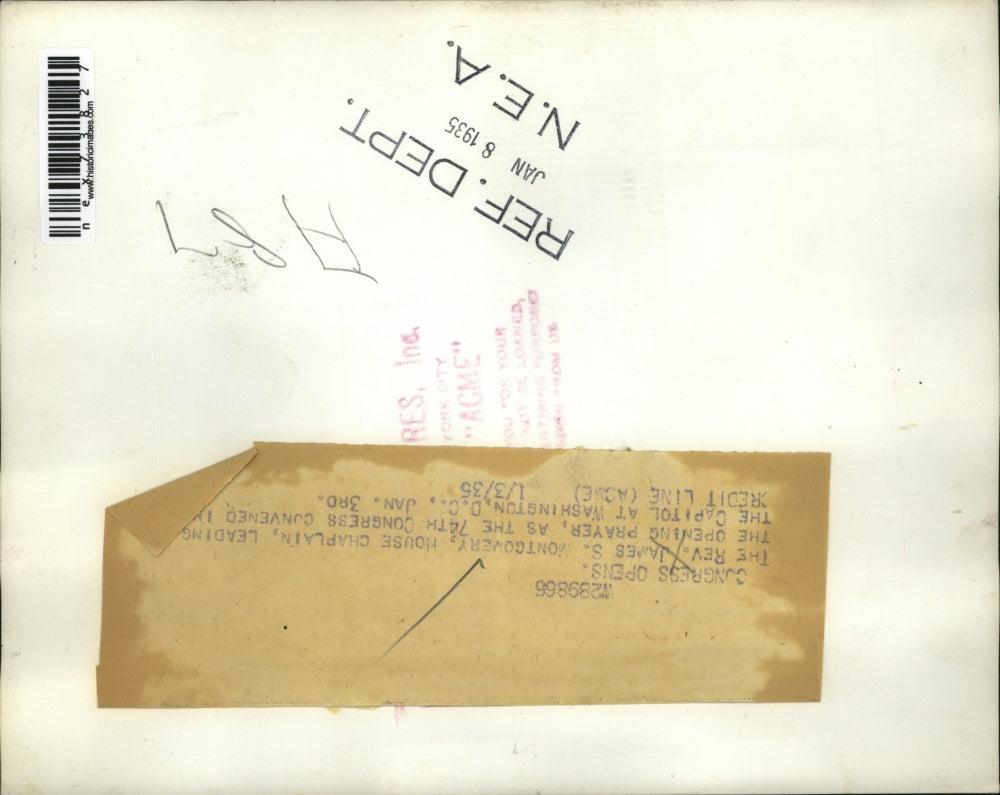 nex73827
www.historicimages.com
REF. DEPT.
JAN 8 1935
N.E.A.
RES, Inc.
YORK CITY
"ACME"
YOU FOR YOUR
NOT BE LOANED,
PURPOSES
FROM US
W289865
CONGRESS OPENS.
THE REV. JAMES S. MONTGOMERY, HOUSE CHAPLAIN, LEADING
THE OPENING PRAYER, AS THE 74TH CONGRESS CONVENED IN
THE CAPITOL AT WASHINGTON, D.C., JAN. 3RD.
CREDIT LINE (ACME) 1/3/35